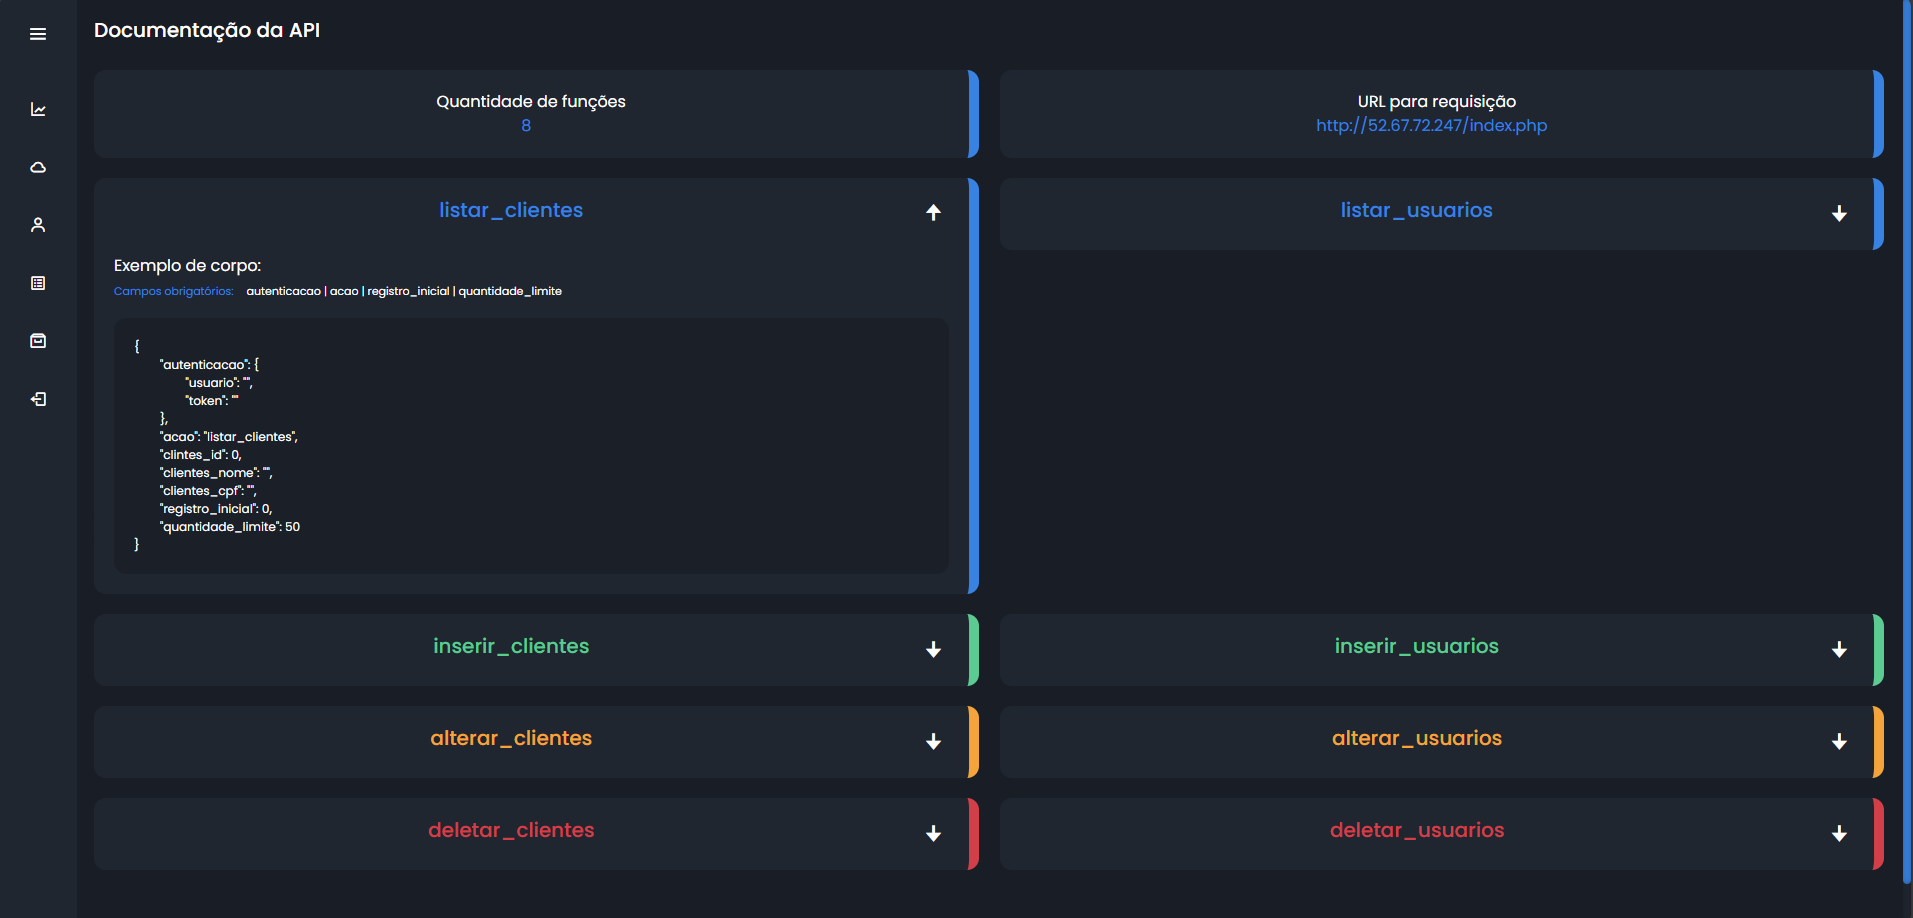 Documentação da API
Quantidade de funções
8
URL para requisição
http://52.67.72.247/index.php
listar_clientes
Exemplo de corpo:
Campos obrigatórios: autenticacao | acao | registro_inicial | quantidade_limite
{
"autenticacao": {
"usuario": "",
"token": ""
},
"acao": "listar_clientes",
"clintes_id": 0,
"clientes_nome": "",
"clientes_cpf": "",
"registro_inicial": 0,
"quantidade_limite": 50
}
listar_usuarios
inserir_clientes
inserir_usuarios
alterar_clientes
alterar_usuarios
deletar_clientes
deletar_usuarios